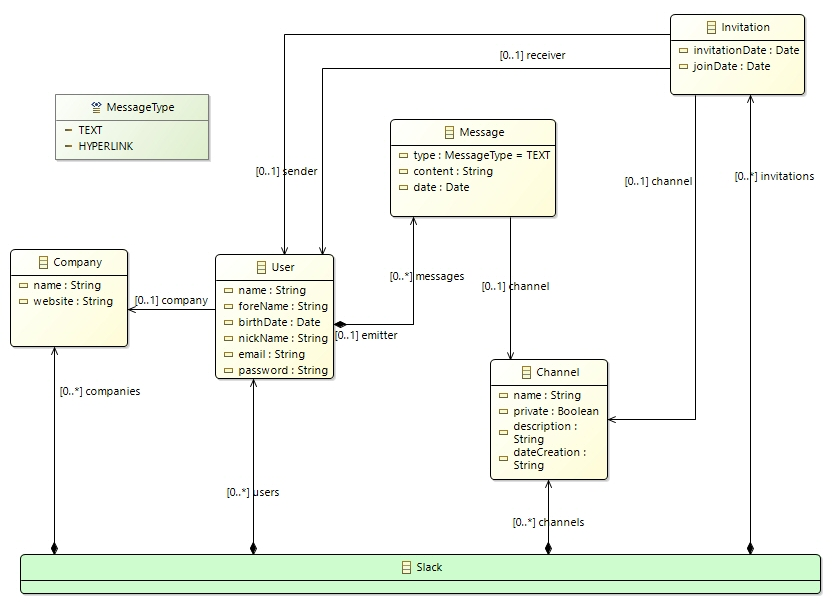 Invitation
invitationDate : Date
joinDate : Date
[0..1] receiver
MessageType
TEXT
HYPERLINK
Message
type : MessageType = TEXT
content : String
date : Date
[0..1] sender
[0..1] channel
[0..*] invitations
Company
name : String
website : String
[0..1] company
User
name : String
foreName : String
birthDate : Date
nickName : String
email : String
password : String
[0..*] messages
[0..1] emitter
[0..1] channel
Channel
name : String
private : Boolean
description :
String
dateCreation :
String
[0..*] companies
[0..*] users
[0..*] channels
Slack